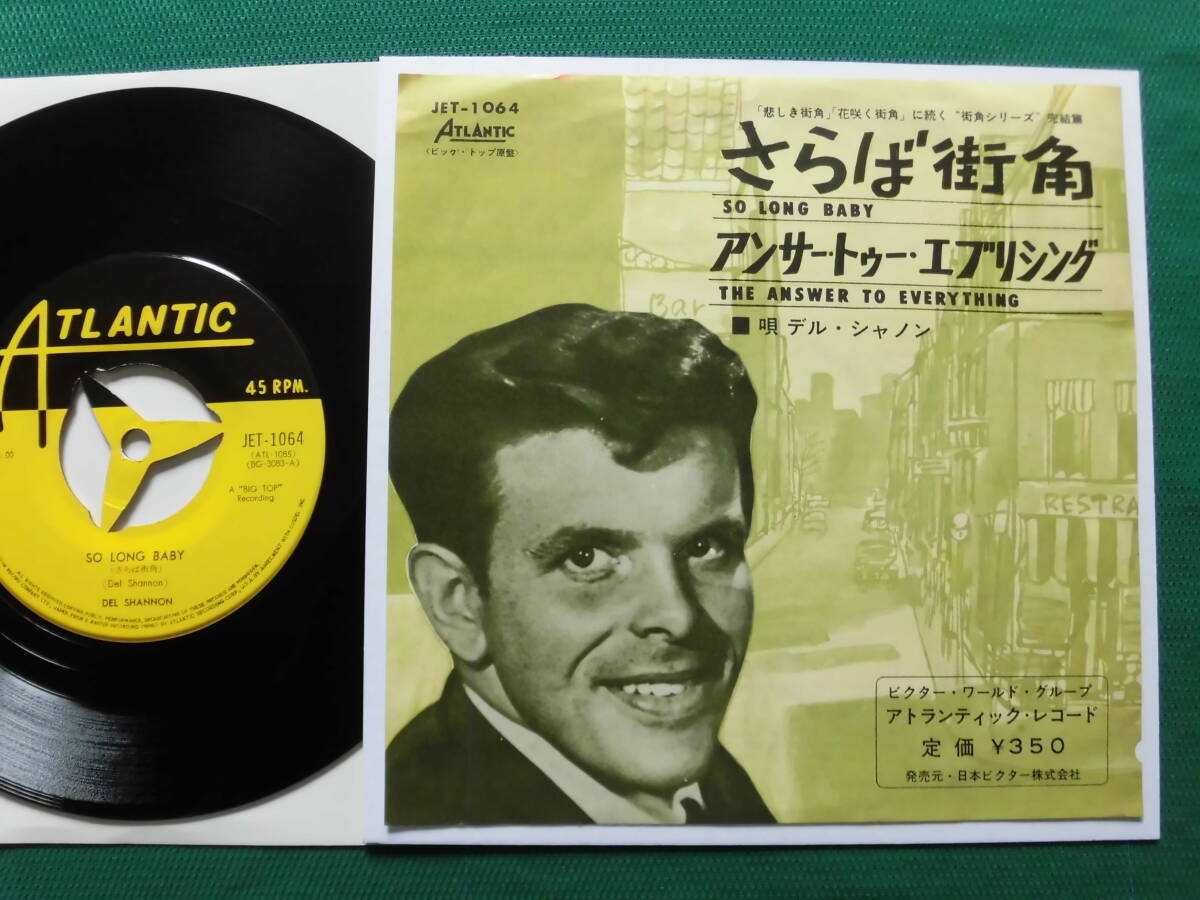 ATLANTIC
45 RPM.
JET-1064
(ATL-1085)
(BG-3083-A)
A "BIG TOP"
Recording
SO LONG BABY
(さらば街角)
(Del Shannon)
DEL SHANNON
JET-1064
ATLANTIC
〈ビッグ・トップ原盤〉
「悲しき街角」「花咲く街角」に続く "街角シリーズ" 完結篇
さらば街角
SO LONG BABY
アンサー・トゥー・エブリシング
THE ANSWER TO EVERYTHING
■ 唄 デル・シャノン
Bar
RESTRA
ビクター・ワールド・グループ
アトランティック・レコード
定価 ¥350
発売元・日本ビクター株式会社